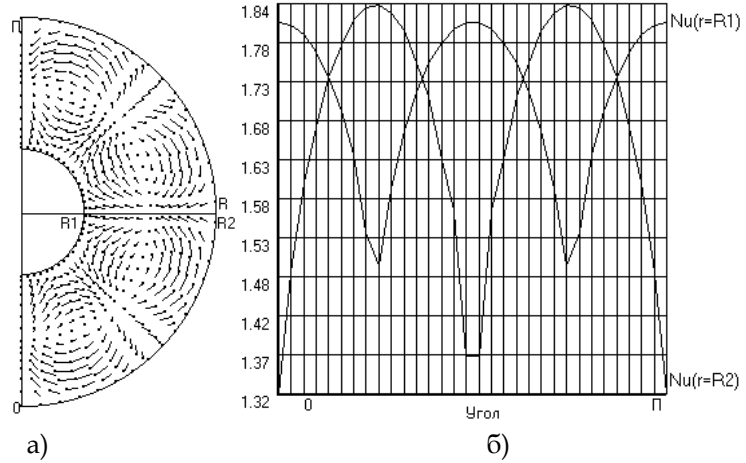 П
R
R1
R2
0
1.84
1.78
1.73
1.68
1.63
1.58
1.53
1.48
1.42
1.37
1.32
Nu(r=R1)
Nu(r=R2)
0
Угол
П
а)
б)